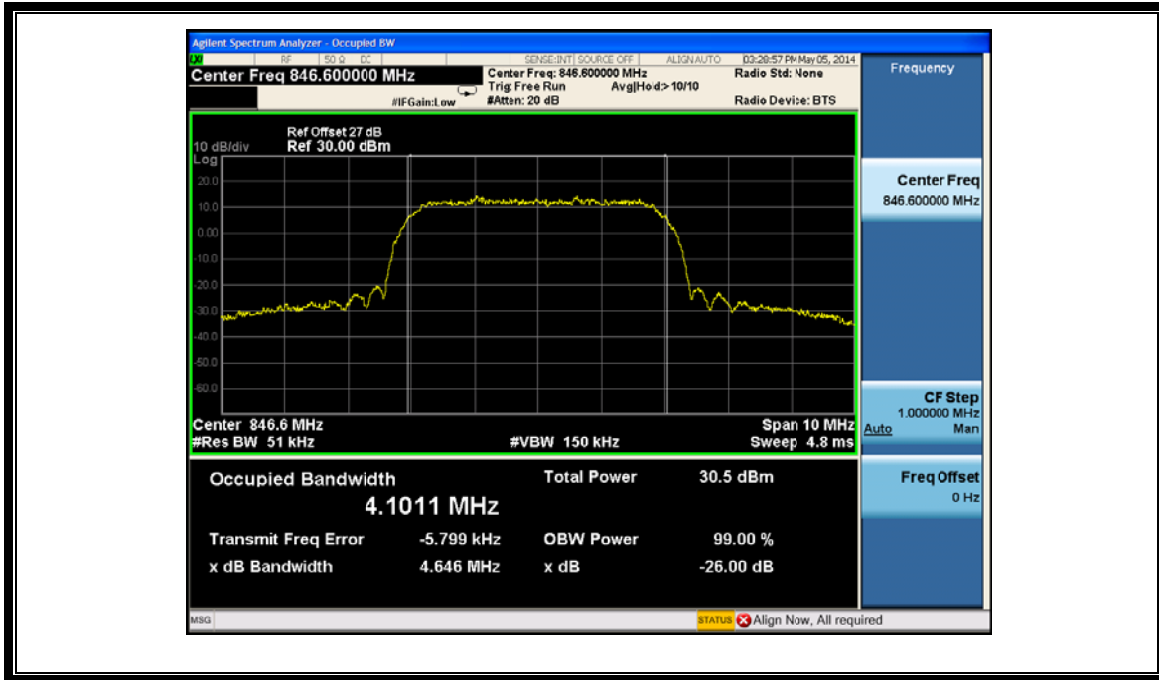 Agilent Spectrum Analyzer - Occupied BW
LXI RF 50 Ω DC SENSE:INT SOURCE OFF ALIGNAUTO 03:28:57 PM May 05, 2014
Center Freq 846.600000 MHz
Center Freq: 846.600000 MHz
Radio Std: None
Trig: Free Run Avg|Hold:> 10/10
#IFGain:Low #Atten: 20 dB Radio Device: BTS
Frequency
Ref Offset 27 dB
10 dB/div Ref 30.00 dBm
Log
20.0
10.0
0.00
-10.0
-20.0
-30.0
-40.0
-50.0
-60.0
Center 846.6 MHz Span 10 MHz
#Res BW 51 kHz #VBW 150 kHz Sweep 4.8 ms
Center Freq
846.600000 MHz
CF Step
1.000000 MHz
Auto Man
Freq Offset
0 Hz
Occupied Bandwidth Total Power 30.5 dBm
4.1011 MHz
Transmit Freq Error -5.799 kHz OBW Power 99.00 %
x dB Bandwidth 4.646 MHz x dB -26.00 dB
MSG STATUS Align Now, All required